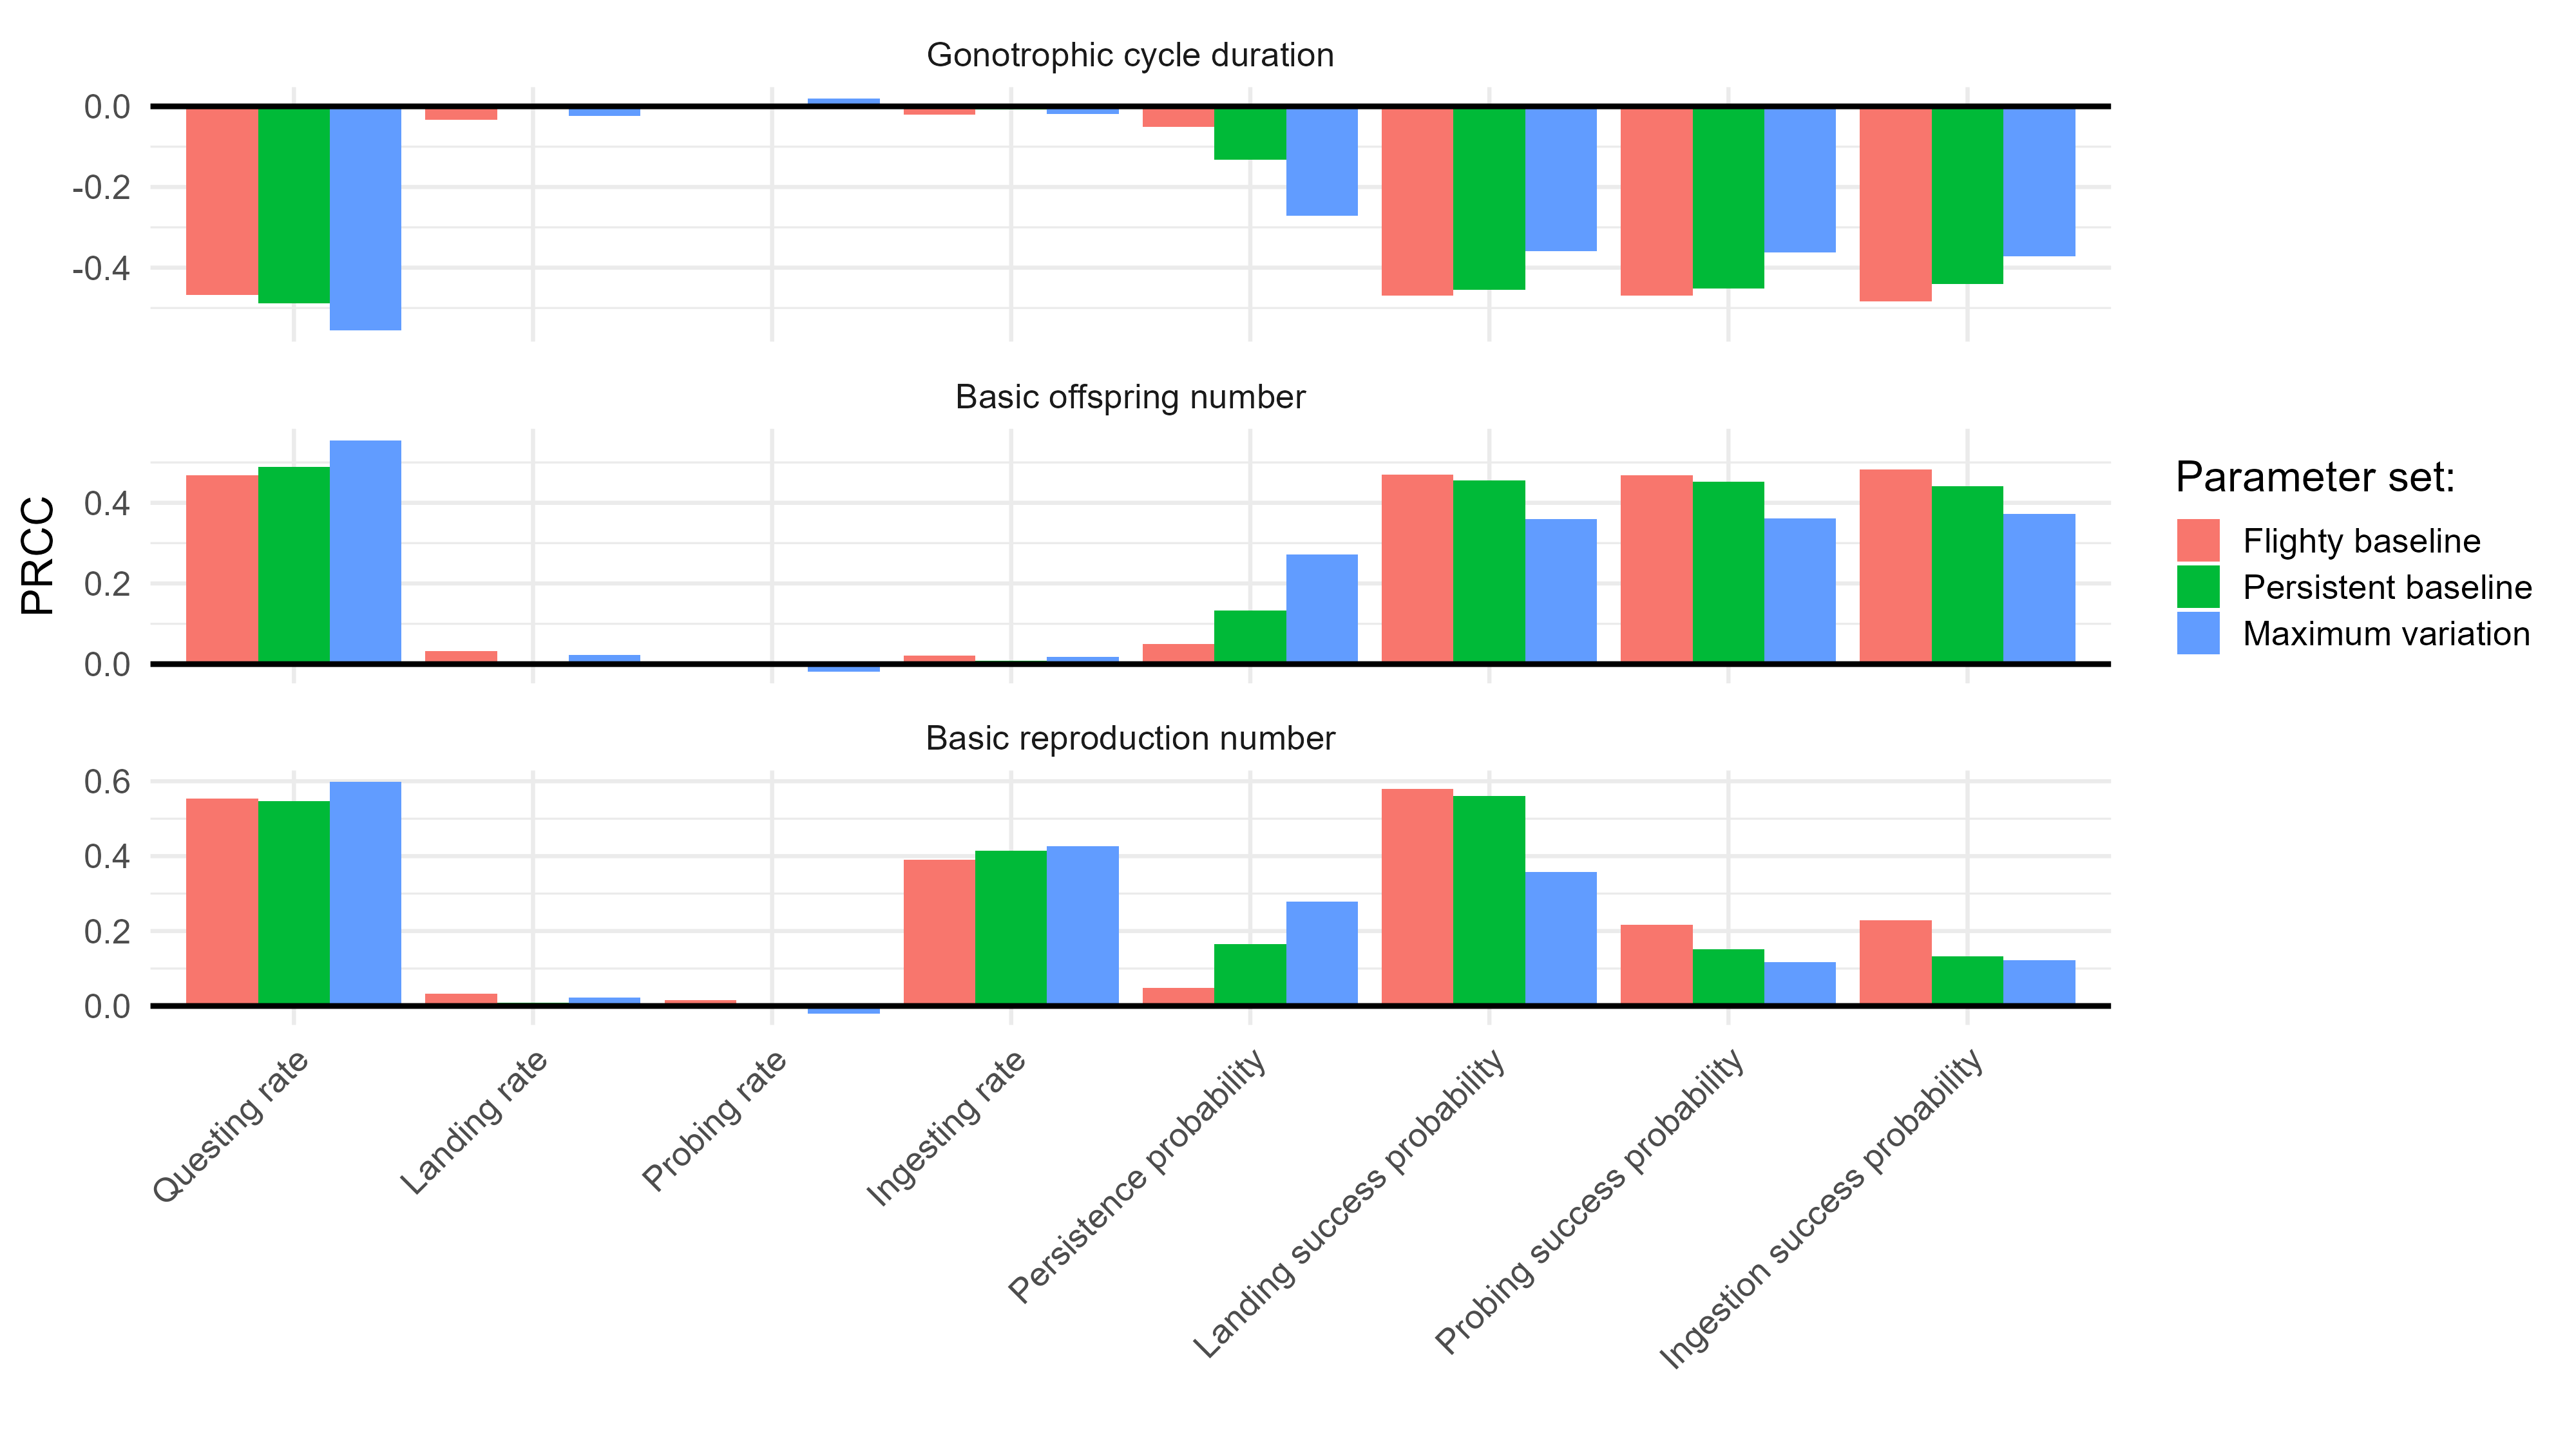 Gonotrophic cycle duration
0.0
-0.2
-0.4
Basic offspring number
0.4
0.2
0.0
PRCC
Basic reproduction number
0.6
0.4
0.2
0.0
Questing rate
Landing rate
Probing rate
Ingesting rate
Persistence probability
Landing success probability
Probing success probability
Ingestion success probability
Parameter set:
Flighty baseline
Persistent baseline
Maximum variation